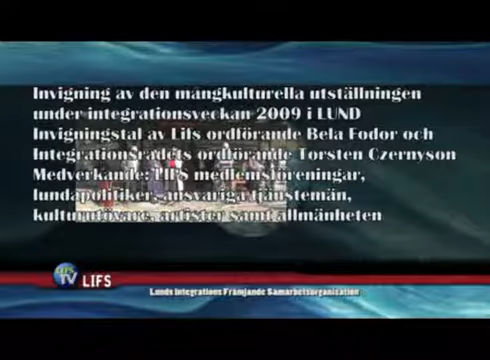 Invigning av den mångkulturella utställningen
under integrationsveckan 2009 i LUND
Invigningstal av Lifs ordförande Bela Fodor och
Integrationsrådets ordförande Torsten Czernyson
Medverkande: LIFS medlemsföreningar,
lundapolitiker, ansvariga tjänstemän,
kulturutövare, artister samt allmänheten
LIFS TV LIFS
Lunds Integrations Främjande Samarbetsorganisation